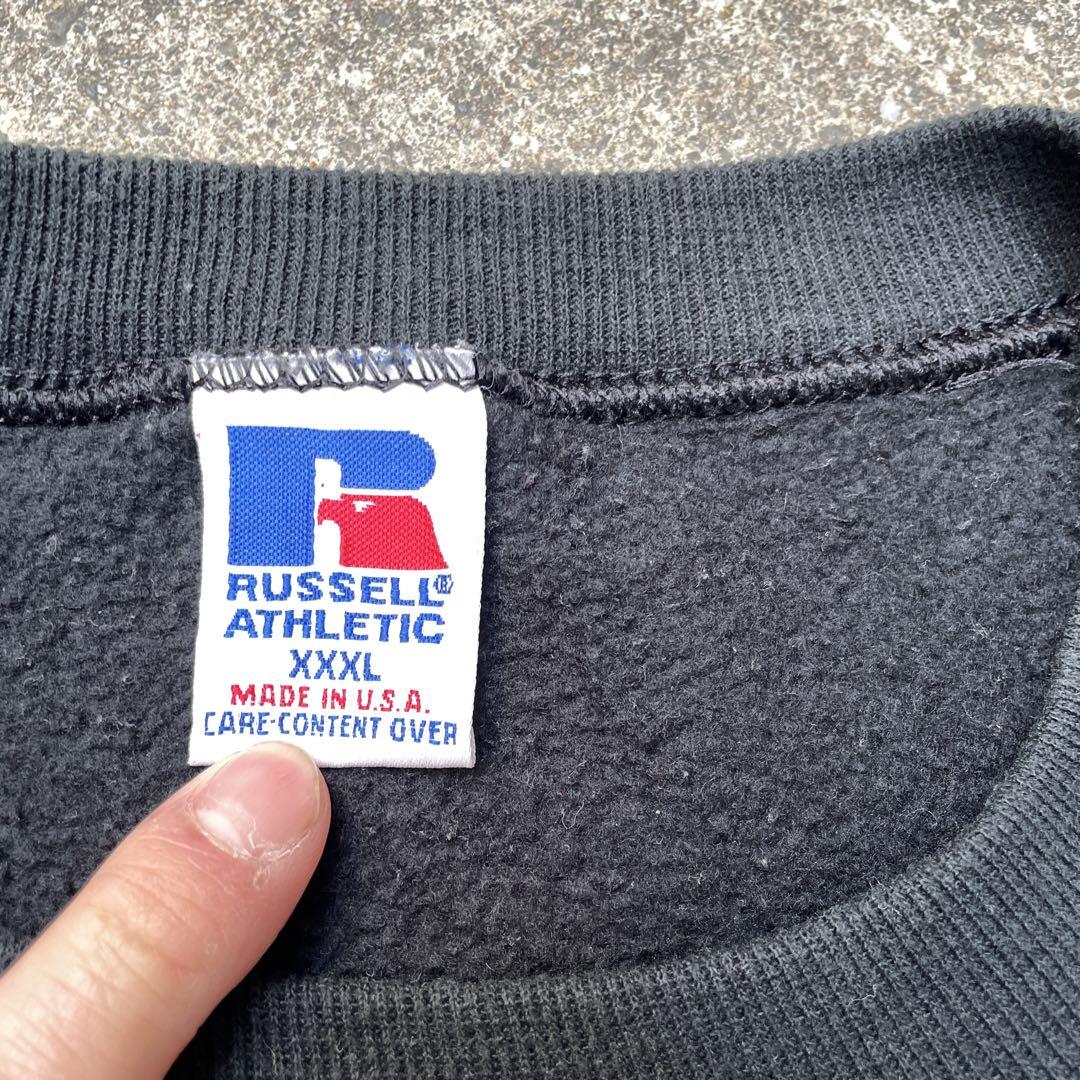 RUSSELL®
ATHLETIC
XXXL
MADE IN U.S.A.
CARE-CONTENT OVER